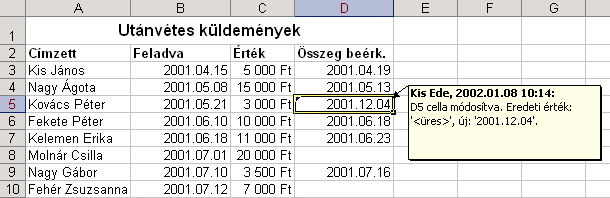 A B C D E F G
1 Utánvétes küldemények
2 Címzett Feladva Érték Összeg beérk.
3 Kis János 2001.04.15 5 000 Ft 2001.04.19
4 Nagy Ágota 2001.05.08 15 000 Ft 2001.05.13
5 Kovács Péter 2001.05.21 3 000 Ft 2001.12.04
6 Fekete Péter 2001.06.10 10 000 Ft 2001.06.18
7 Kelemen Erika 2001.06.18 11 000 Ft 2001.06.23
8 Molnár Csilla 2001.07.01 20 000 Ft
9 Nagy Gábor 2001.07.10 3 500 Ft 2001.07.16
10 Fehér Zsuzsanna 2001.07.12 7 000 Ft
Kis Ede, 2002.01.08 10:14:
D5 cella módosítva. Eredeti érték:
'<üres>', új: '2001.12.04'.